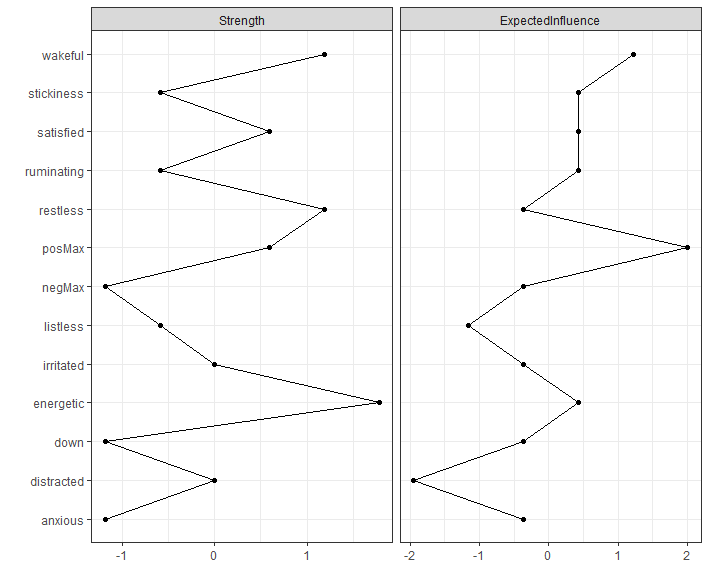 Strength
ExpectedInfluence
wakeful
stickiness
satisfied
ruminating
restless
posMax
negMax
listless
irritated
energetic
down
distracted
anxious
-1 0 1
-2 -1 0 1 2